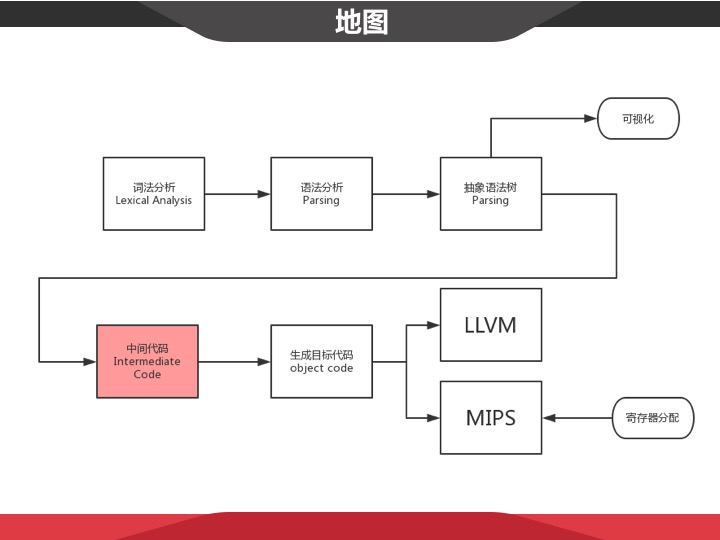 地图
可视化
词法分析
Lexical Analysis
语法分析
Parsing
抽象语法树
Parsing
中间代码
Intermediate
Code
生成目标代码
object code
LLVM
MIPS
寄存器分配